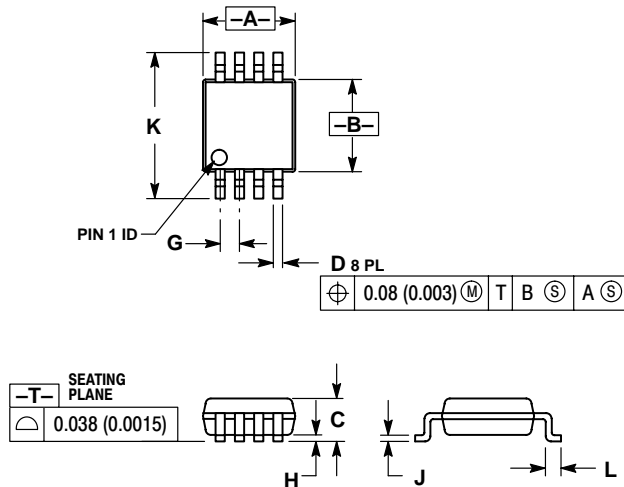 –A–
K
–B–
PIN 1 ID
G
D 8 PL
⌖ 0.08 (0.003) Ⓜ T B Ⓢ A Ⓢ
–T– SEATING
PLANE
⌓ 0.038 (0.0015)
C
H
J
L